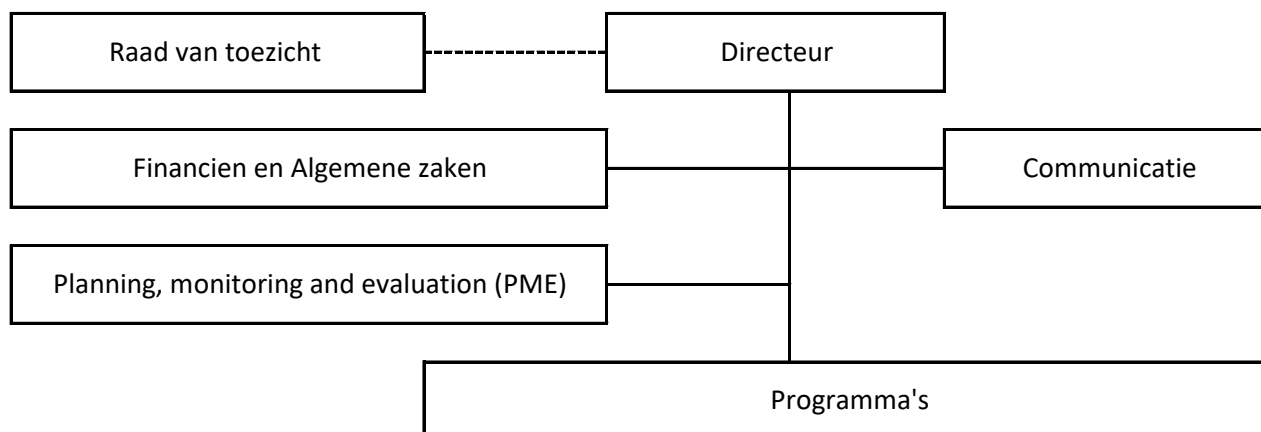 Raad van toezicht
Directeur
Financien en Algemene zaken
Communicatie
Planning, monitoring and evaluation (PME)
Programma's